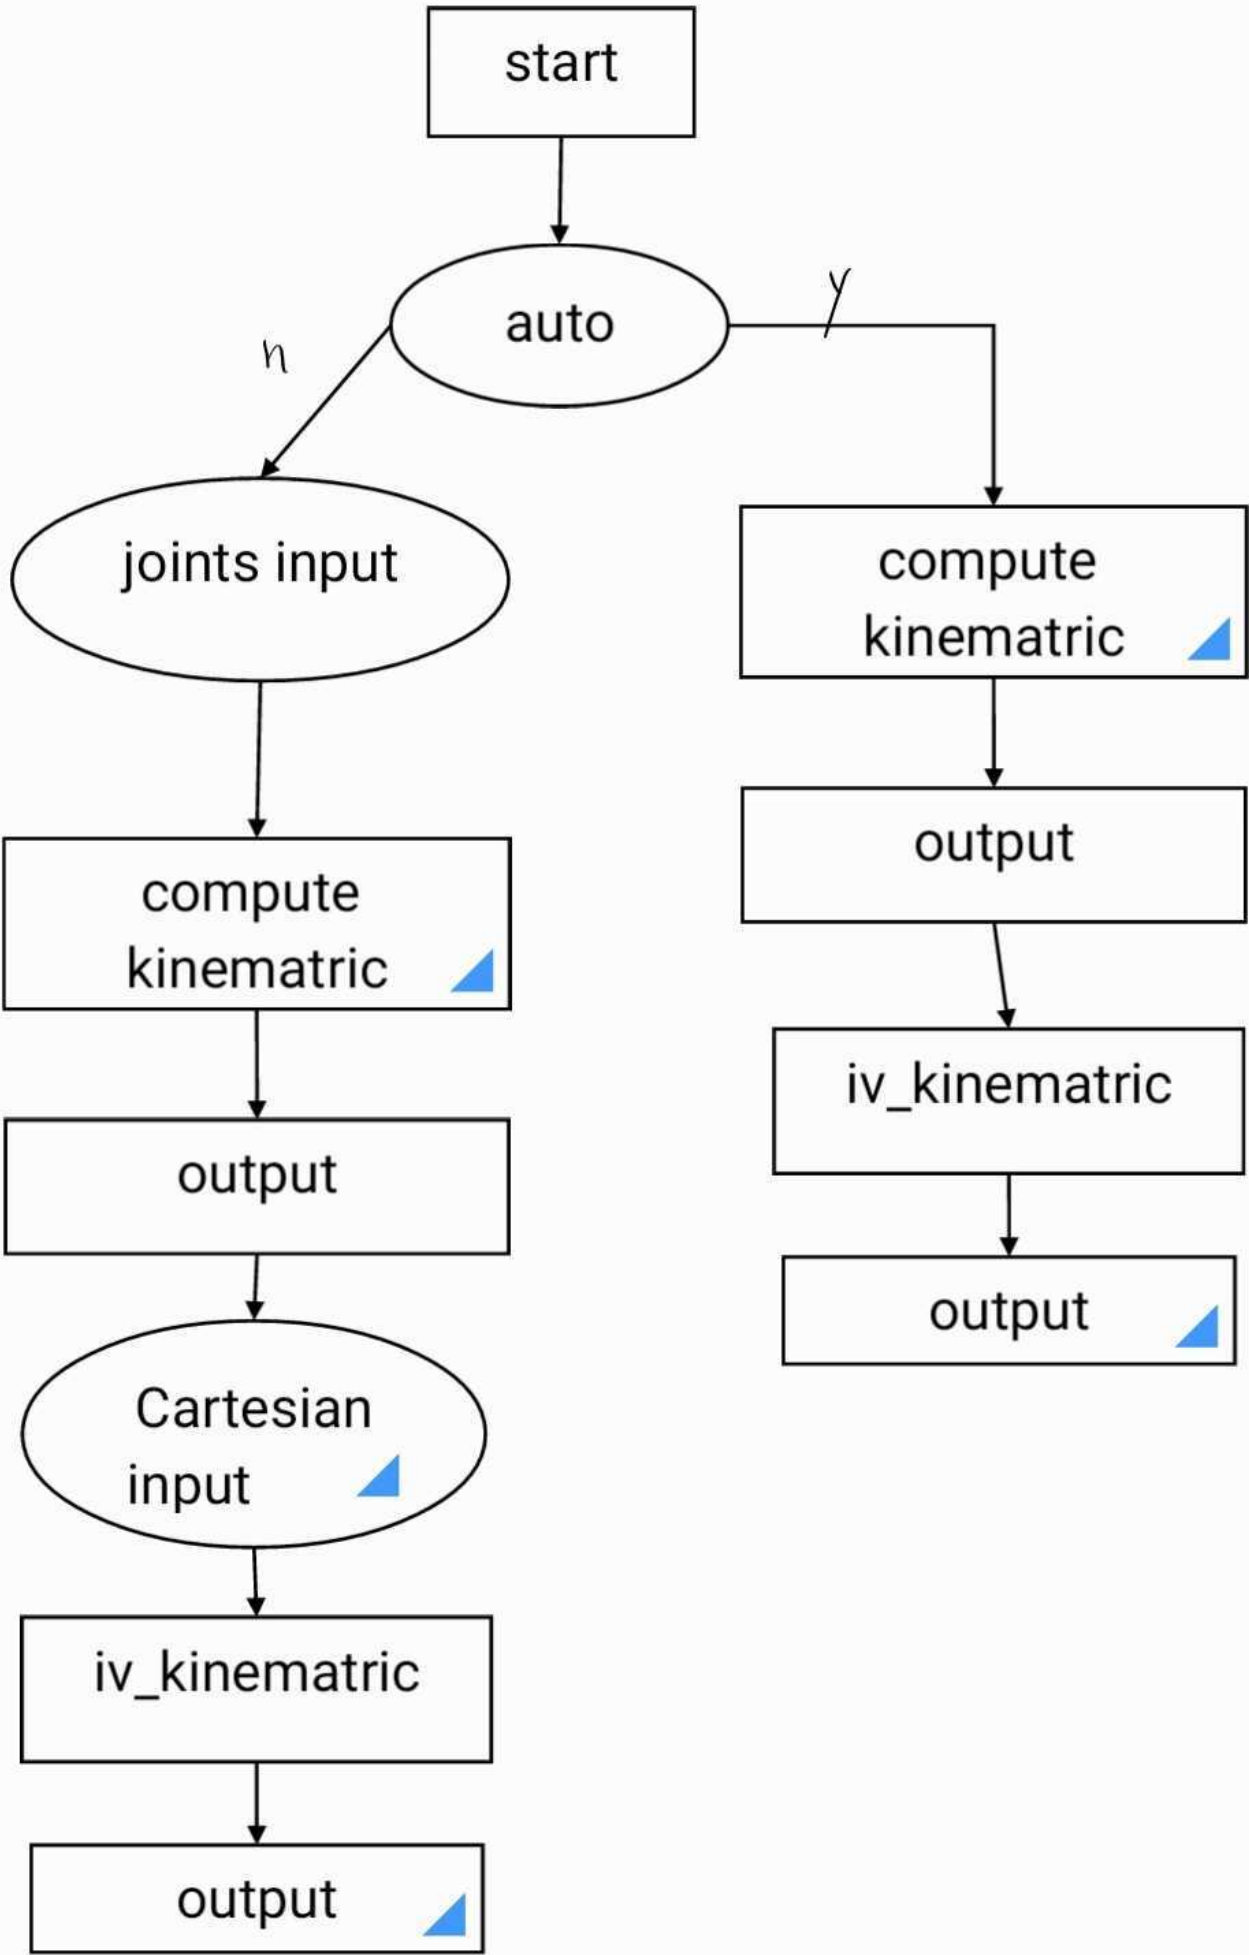 start
auto
n
y
joints input
compute
kinematric
output
Cartesian
input
iv_kinematric
output
compute
kinematric
output
iv_kinematric
output